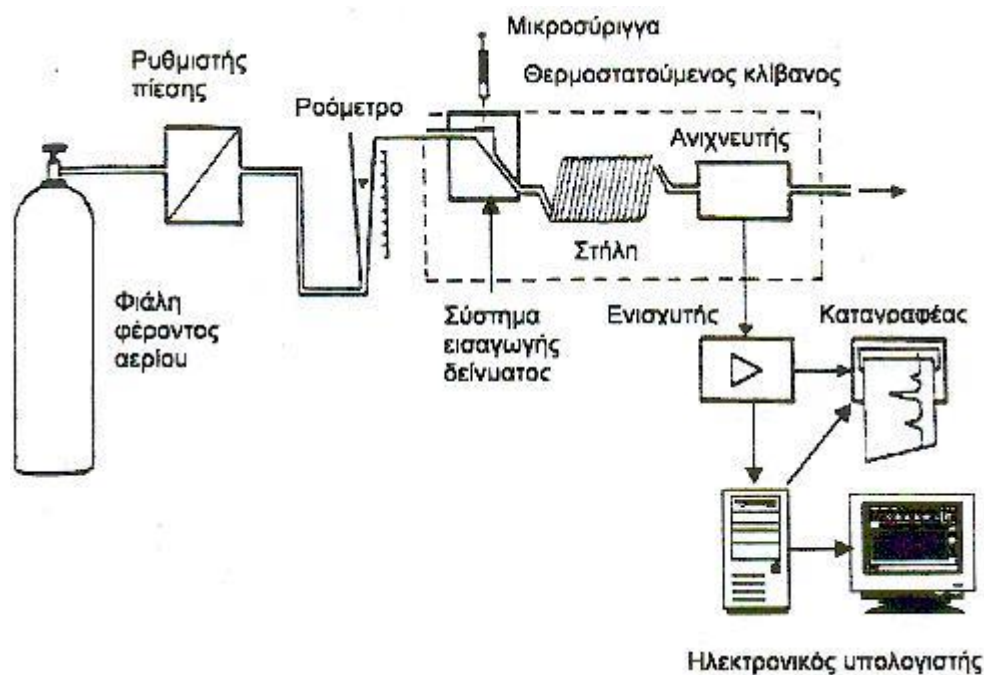 Μικροσύριγγα
Ρυθμιστής
πίεσης
Θερμοστατούμενος κλίβανος
Ροόμετρο
Ανιχνευτής
Στήλη
Φιάλη
φέροντος
αερίου
Σύστημα
εισαγωγής
δείγματος
Ενισχυτής
Καταγραφέας
Ηλεκτρονικός υπολογιστής